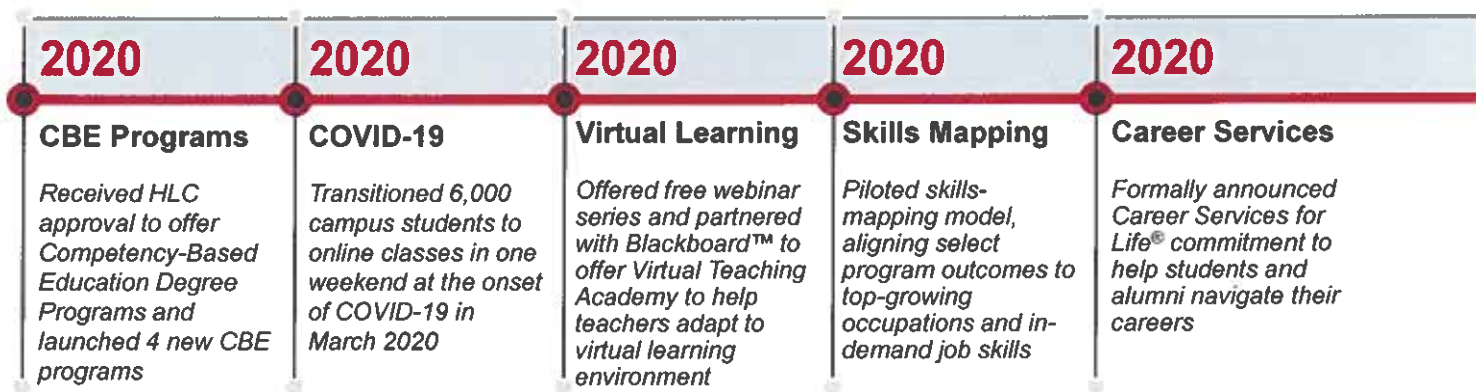 2020
CBE Programs
Received HLC
approval to offer
Competency-Based
Education Degree
Programs and
launched 4 new CBE
programs
2020
COVID-19
Transitioned 6,000
campus students to
online classes in one
weekend at the onset
of COVID-19 in
March 2020
2020
Virtual Learning
Offered free webinar
series and partnered
with Blackboard™ to
offer Virtual Teaching
Academy to help
teachers adapt to
virtual learning
environment
2020
Skills Mapping
Piloted skills-
mapping model,
aligning select
program outcomes to
top-growing
occupations and in-
demand job skills
2020
Career Services
Formally announced
Career Services for
Life® commitment to
help students and
alumni navigate their
careers